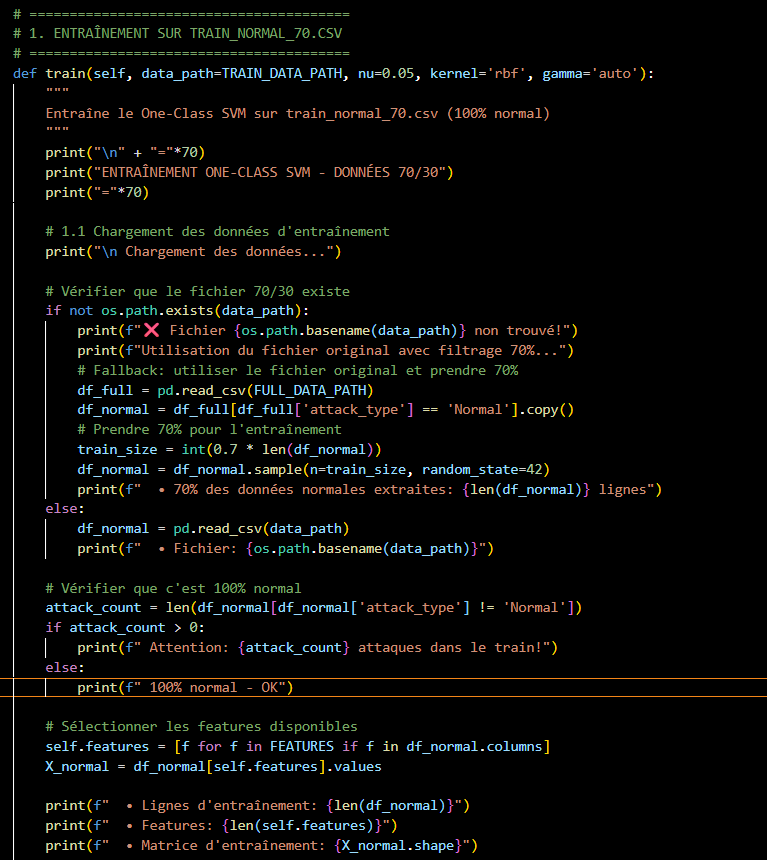 # ========================================
# 1. ENTRAÎNEMENT SUR TRAIN_NORMAL_70.CSV
# ========================================
def train(self, data_path=TRAIN_DATA_PATH, nu=0.05, kernel='rbf', gamma='auto'):
    """
    Entraîne le One-Class SVM sur train_normal_70.csv (100% normal)
    """
    print("\n" + "="*70)
    print("ENTRAÎNEMENT ONE-CLASS SVM - DONNÉES 70/30")
    print("="*70)

    # 1.1 Chargement des données d'entraînement
    print("\n Chargement des données...")

    # Vérifier que le fichier 70/30 existe
    if not os.path.exists(data_path):
        print(f"❌ Fichier {os.path.basename(data_path)} non trouvé!")
        print(f"Utilisation du fichier original avec filtrage 70%...")
        # Fallback: utiliser le fichier original et prendre 70%
        df_full = pd.read_csv(FULL_DATA_PATH)
        df_normal = df_full[df_full['attack_type'] == 'Normal'].copy()
        # Prendre 70% pour l'entraînement
        train_size = int(0.7 * len(df_normal))
        df_normal = df_normal.sample(n=train_size, random_state=42)
        print(f"  • 70% des données normales extraites: {len(df_normal)} lignes")
    else:
        df_normal = pd.read_csv(data_path)
        print(f"  • Fichier: {os.path.basename(data_path)}")

    # Vérifier que c'est 100% normal
    attack_count = len(df_normal[df_normal['attack_type'] != 'Normal'])
    if attack_count > 0:
        print(f" Attention: {attack_count} attaques dans le train!")
    else:
        print(f" 100% normal - OK")

    # Sélectionner les features disponibles
    self.features = [f for f in FEATURES if f in df_normal.columns]
    X_normal = df_normal[self.features].values

    print(f"  • Lignes d'entraînement: {len(df_normal)}")
    print(f"  • Features: {len(self.features)}")
    print(f"  • Matrice d'entraînement: {X_normal.shape}")